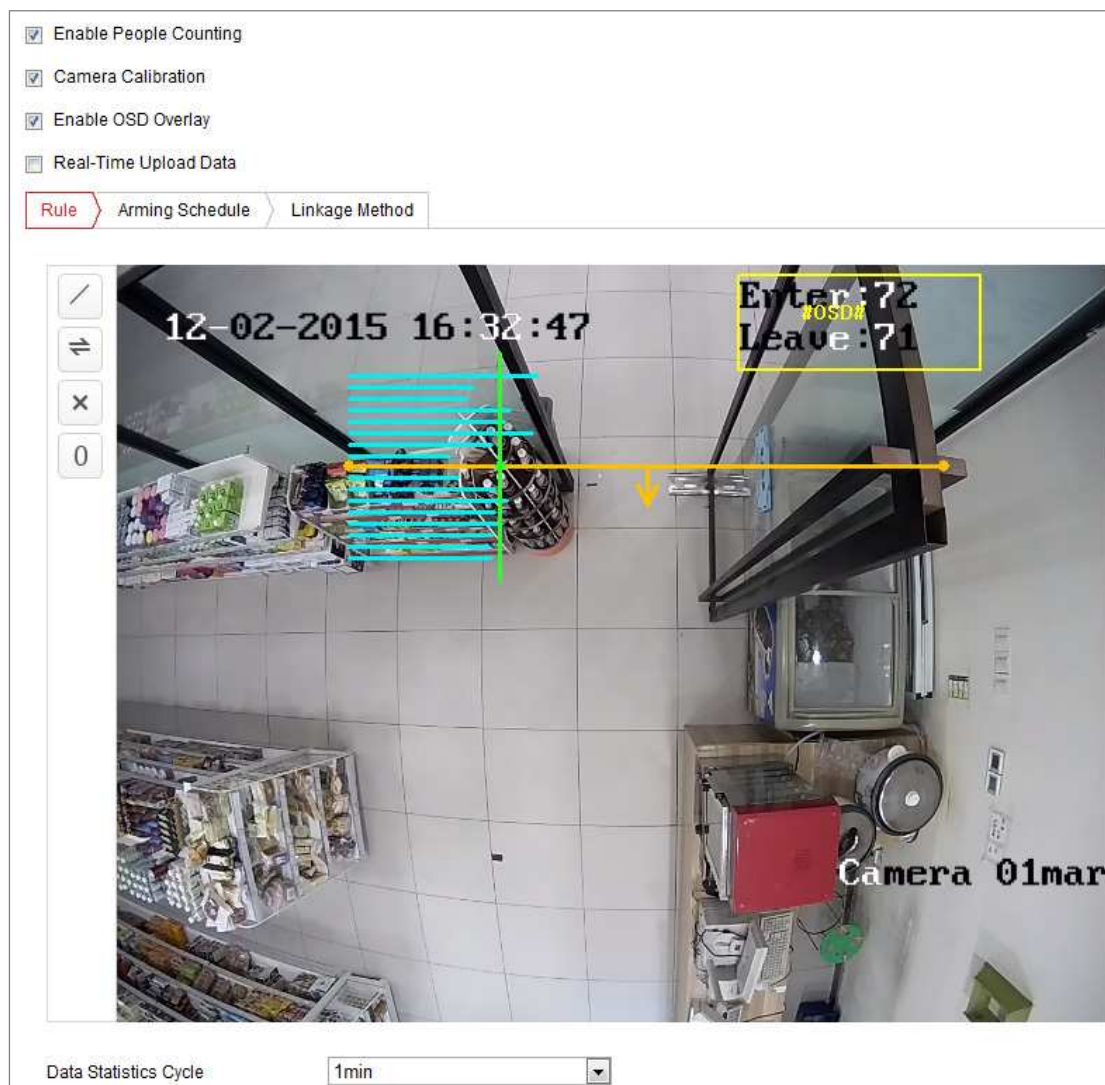 Enable People Counting
Camera Calibration
Enable OSD Overlay
Real-Time Upload Data
Rule Arming Schedule Linkage Method
12-02-2015 16:32:47
Enter:72
#OSD#
Leave:71
0
Camera 01mar
Data Statistics Cycle 1min